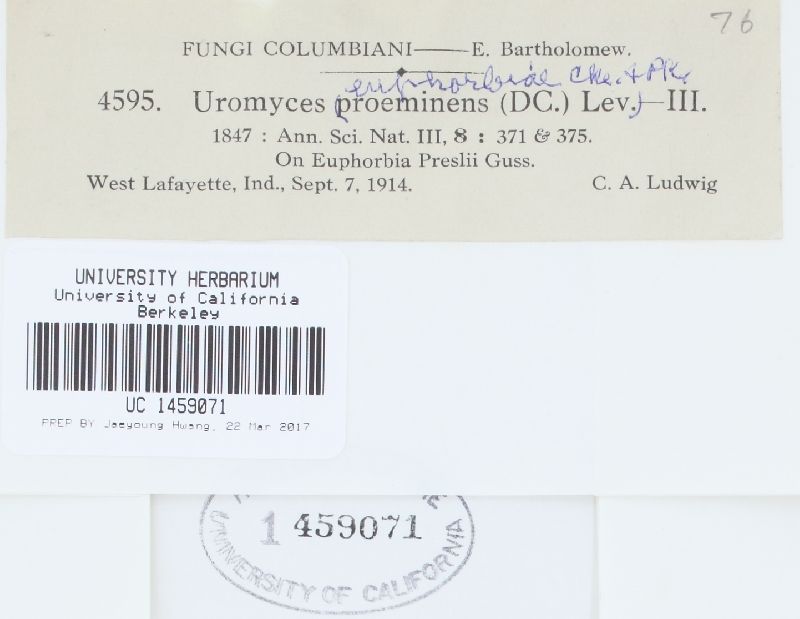 76
FUNGI COLUMBIANI—E. Bartholomew.
euphorbiae Cke. & Pk.
4595. Uromyces (proeminens (DC.) Lev.)—III.
1847 : Ann. Sci. Nat. III, 8 : 371 & 375.
On Euphorbia Preslii Guss.
West Lafayette, Ind., Sept. 7, 1914. C. A. Ludwig
UNIVERSITY HERBARIUM
University of California
Berkeley
UC 1459071
PREP BY Jaeyoung Hwang, 22 Mar 2017
1459071
UNIVERSITY OF CALIFORNIA